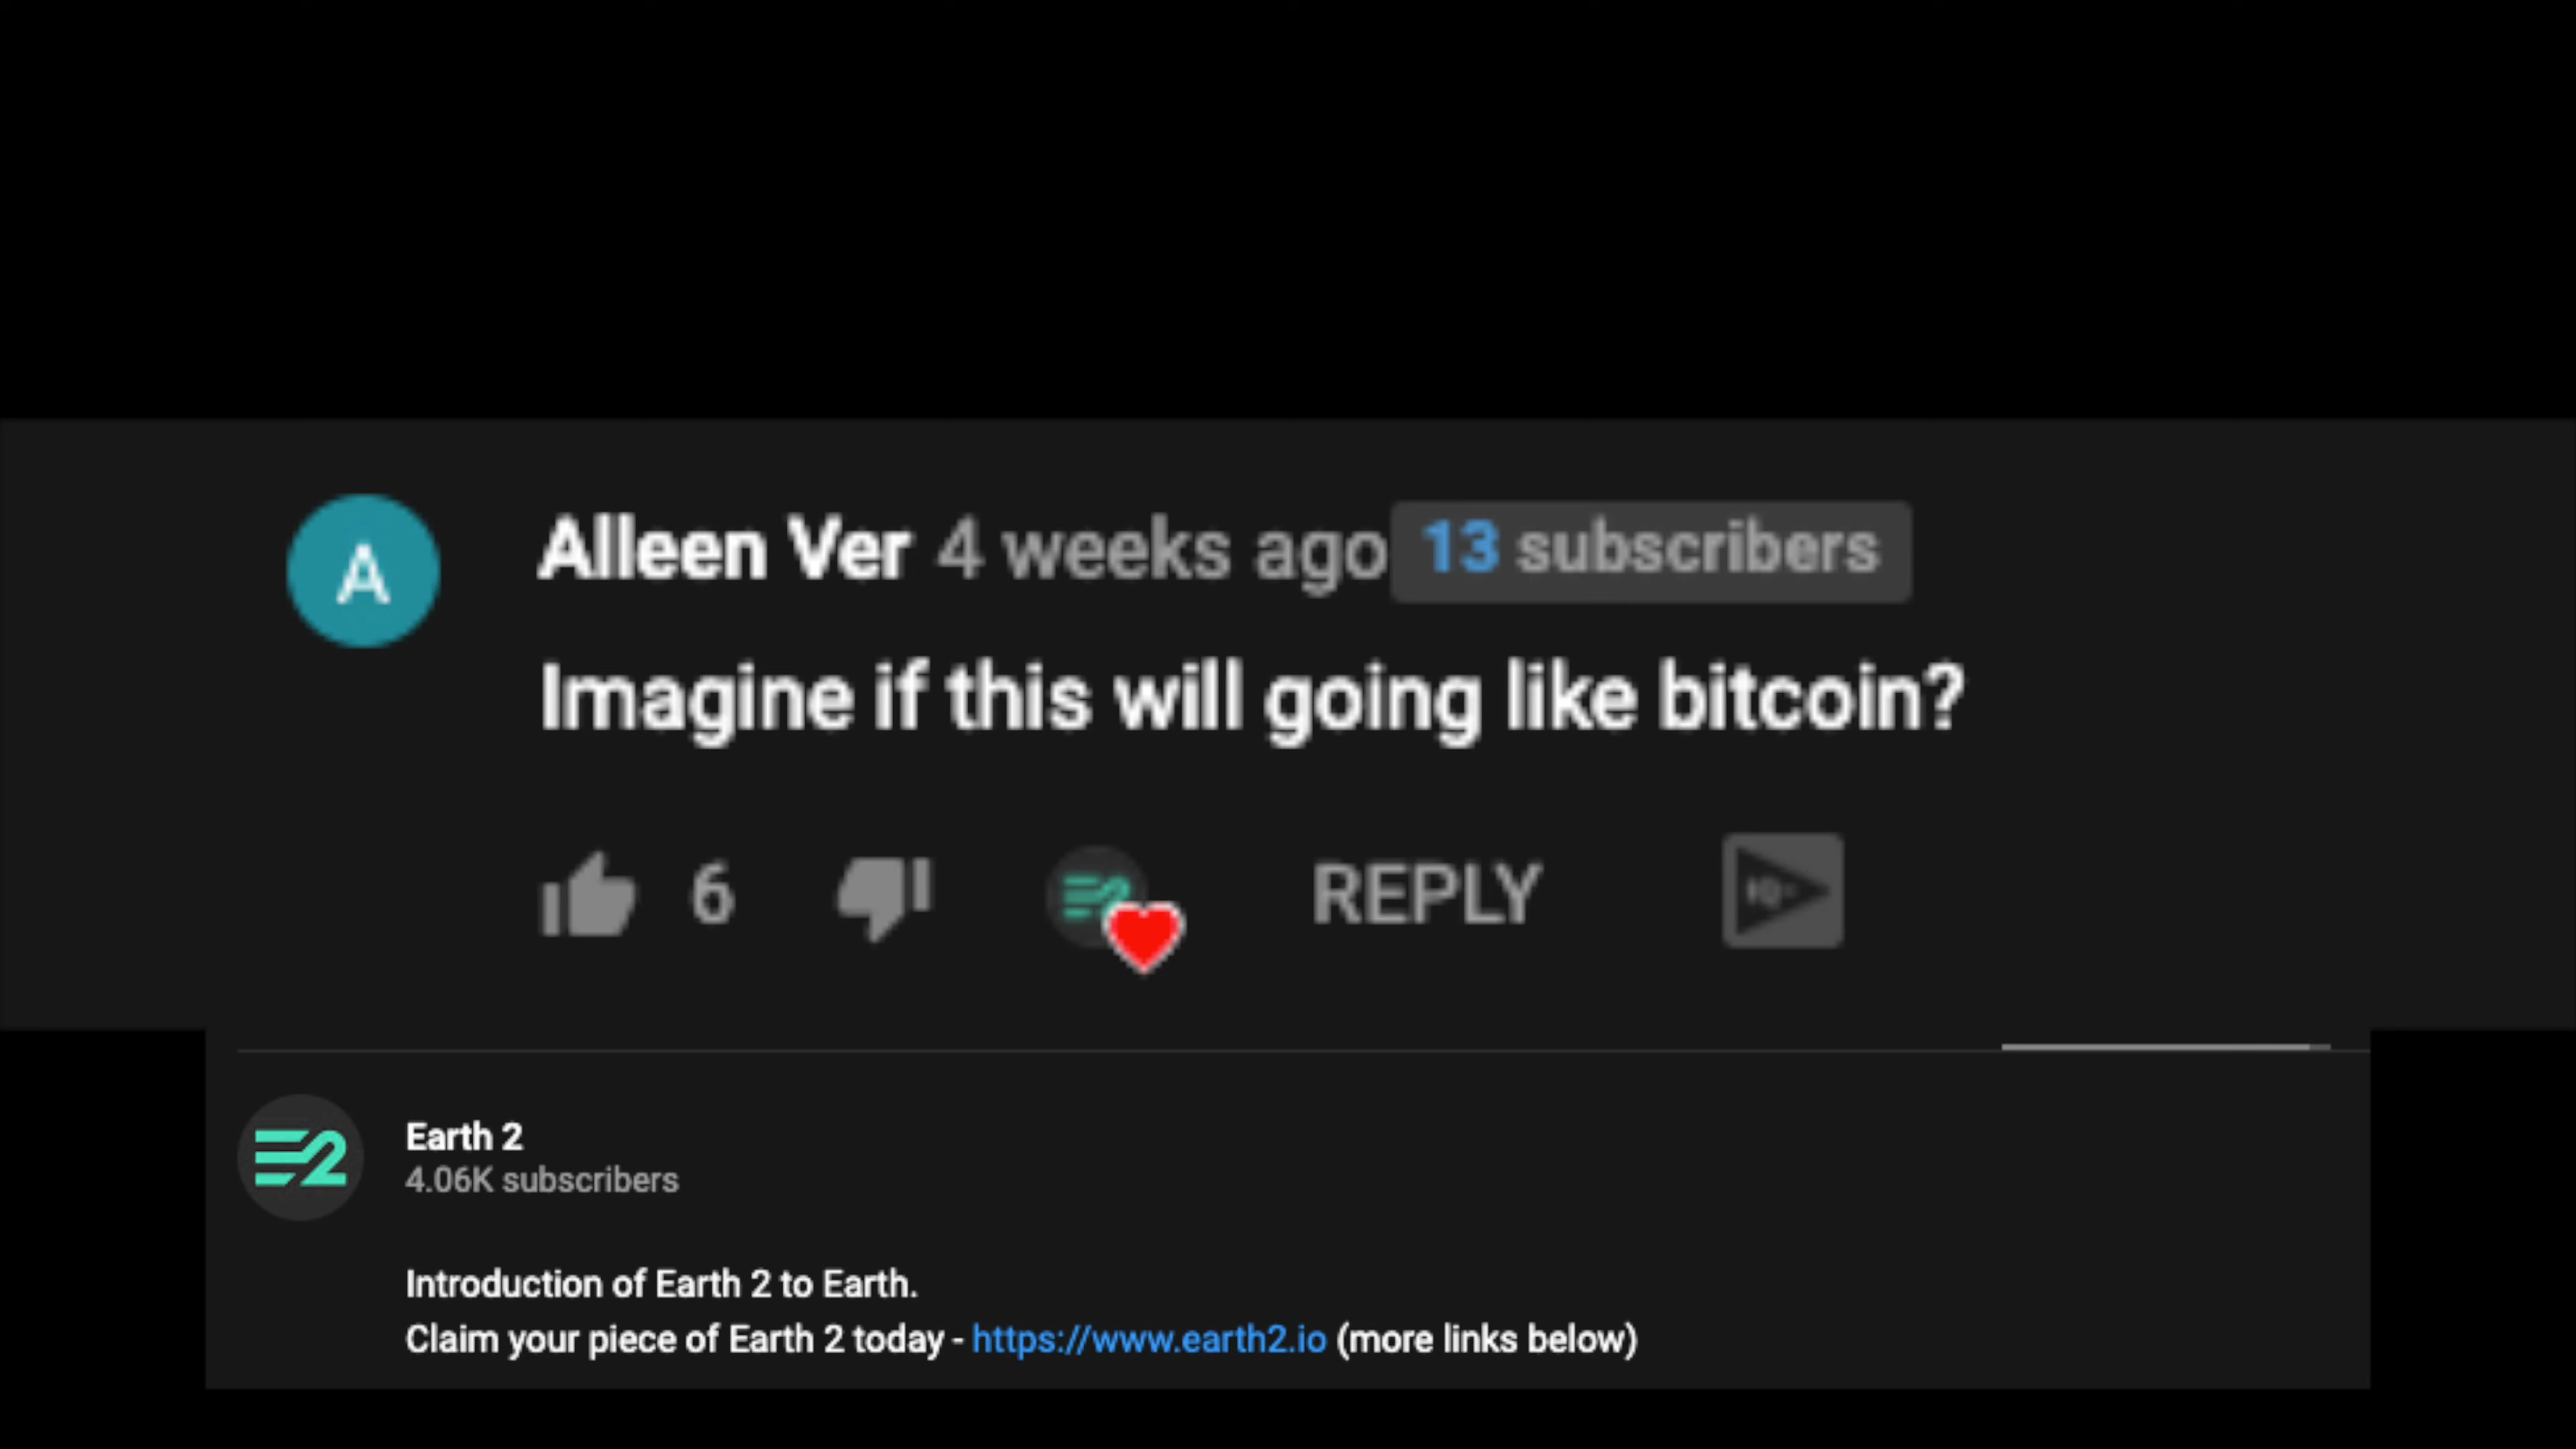 A
Alleen Ver 4 weeks ago 13 subscribers
Imagine if this will going like bitcoin?
6 REPLY
Earth 2
4.06K subscribers
Introduction of Earth 2 to Earth.
Claim your piece of Earth 2 today - https://www.earth2.io (more links below)